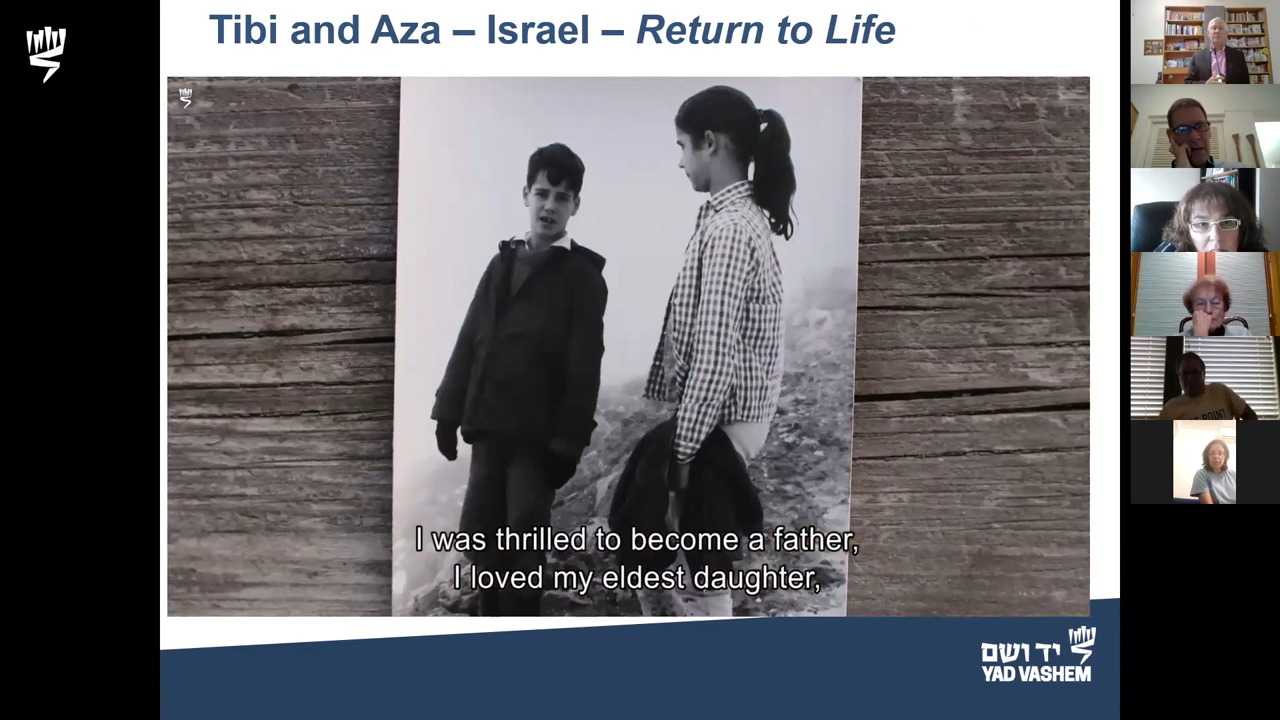 Tibi and Aza – Israel – Return to Life
I was thrilled to become a father,
I loved my eldest daughter,
יד ושם
YAD VASHEM
POINT